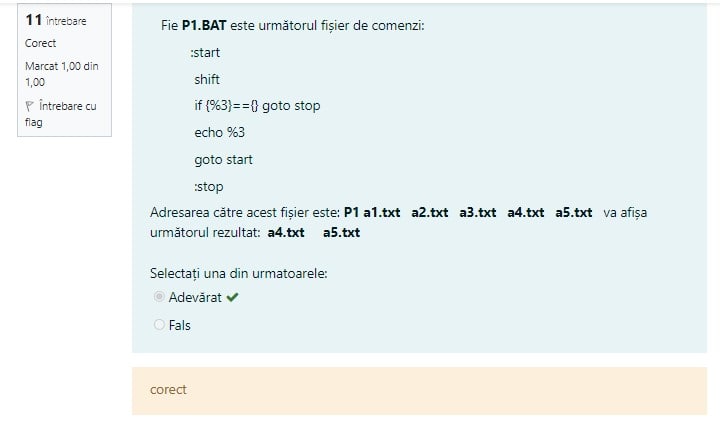 11 întrebare
Corect
Marcat 1,00 din
1,00
Întrebare cu
flag
Fie P1.BAT este următorul fișier de comenzi:
:start
shift
if {%3}=={} goto stop
echo %3
goto start
:stop
Adresarea către acest fișier este: P1 a1.txt a2.txt a3.txt a4.txt a5.txt va afișa
următorul rezultat: a4.txt a5.txt
Selectați una din urmatoarele:
Adevărat
Fals
corect